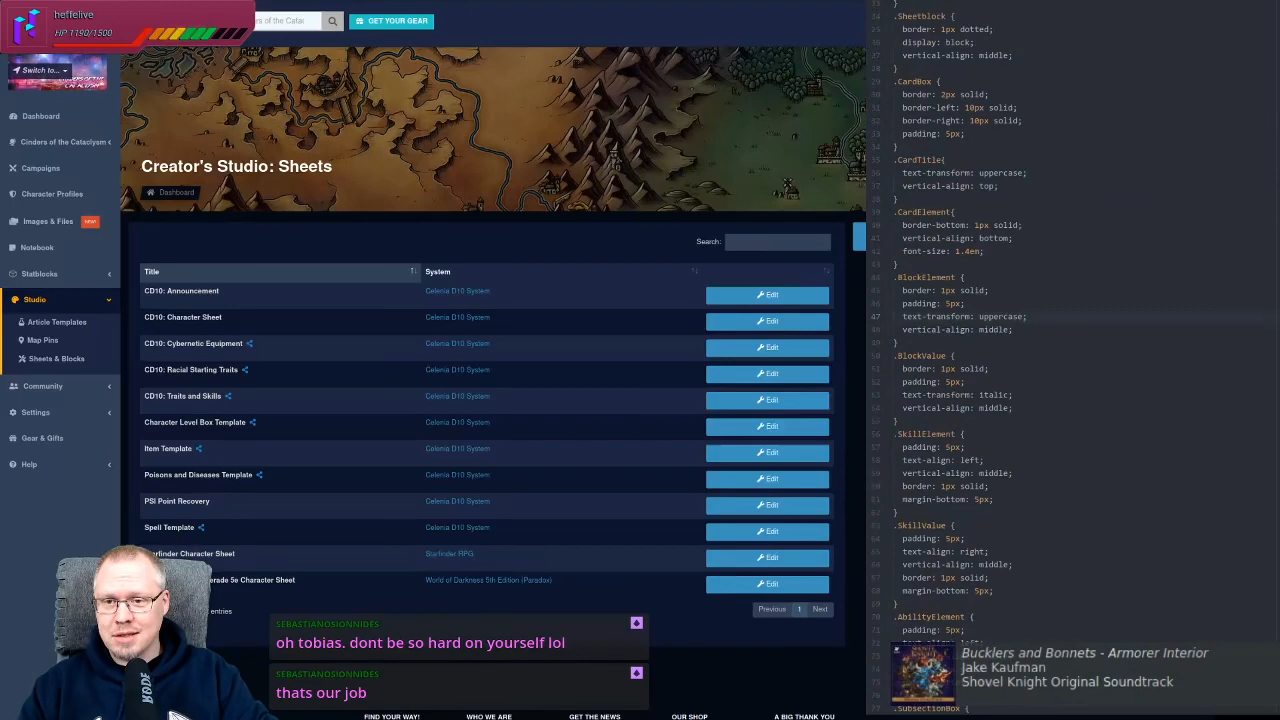 heffelive
HP 1190/1500
ers of the Catac
GET YOUR GEAR
Switch to...
Dashboard
Cinders of the Cataclysm
Campaigns
Character Profiles
Images & Files NEW!
Notebook
Statblocks
Studio
Article Templates
Map Pins
Sheets & Blocks
Community
Settings
Gear & Gifts
Help
Creator's Studio: Sheets
Dashboard
Search:
Title System
CD10: Announcement Celenia D10 System Edit
CD10: Character Sheet Celenia D10 System Edit
CD10: Cybernetic Equipment Celenia D10 System Edit
CD10: Racial Starting Traits Celenia D10 System Edit
CD10: Traits and Skills Celenia D10 System Edit
Character Level Box Template Celenia D10 System Edit
Item Template Celenia D10 System Edit
Poisons and Diseases Template Celenia D10 System Edit
PSI Point Recovery Celenia D10 System Edit
Spell Template Celenia D10 System Edit
Starfinder Character Sheet Starfinder RPG Edit
erade 5e Character Sheet World of Darkness 5th Edition (Paradox) Edit
entries
Previous 1 Next
SEBASTIANOSIONNIDES
oh tobias. dont be so hard on yourself lol
SEBASTIANOSIONNIDES
thats our job
FIND YOUR WAY! WHO WE ARE GET THE NEWS OUR SHOP A BIG THANK YOU
}
.Sheetblock {
border: 1px dotted;
display: block;
vertical-align: middle;
}
.CardBox {
border: 2px solid;
border-left: 10px solid;
border-right: 10px solid;
padding: 5px;
}
.CardTitle{
text-transform: uppercase;
vertical-align: top;
}
.CardElement{
border-bottom: 1px solid;
vertical-align: bottom;
font-size: 1.4em;
}
.BlockElement {
border: 1px solid;
padding: 5px;
text-transform: uppercase;
vertical-align: middle;
}
.BlockValue {
border: 1px solid;
padding: 5px;
text-transform: italic;
vertical-align: middle;
}
.SkillElement {
padding: 5px;
text-align: left;
vertical-align: middle;
border: 1px solid;
margin-bottom: 5px;
}
.SkillValue {
padding: 5px;
text-align: right;
vertical-align: middle;
border: 1px solid;
margin-bottom: 5px;
}
.AbilityElement {
padding: 5px;
Bucklers and Bonnets - Armorer Interior
Jake Kaufman
Shovel Knight Original Soundtrack
.SubsectionBox {